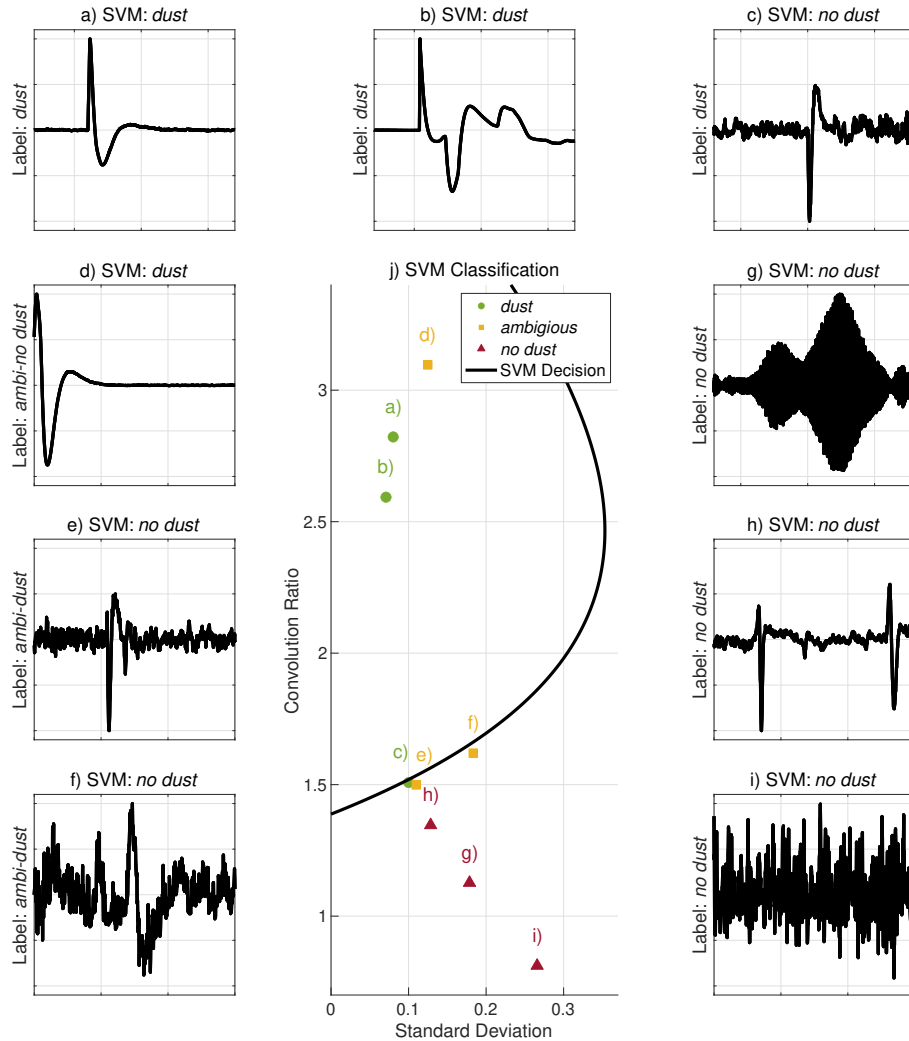 a) SVM: dust
Label: dust
b) SVM: dust
Label: dust
c) SVM: no dust
Label: dust
d) SVM: dust
Label: ambi-no dust
j) SVM Classification
dust
ambigious
no dust
SVM Decision
d)
a)
b)
c)
e)
f)
h)
g)
i)
3
2.5
2
1.5
1
0
0.1
0.2
0.3
Convolution Ratio
Standard Deviation
g) SVM: no dust
Label: no dust
e) SVM: no dust
Label: ambi-dust
h) SVM: no dust
Label: no dust
f) SVM: no dust
Label: ambi-dust
i) SVM: no dust
Label: no dust